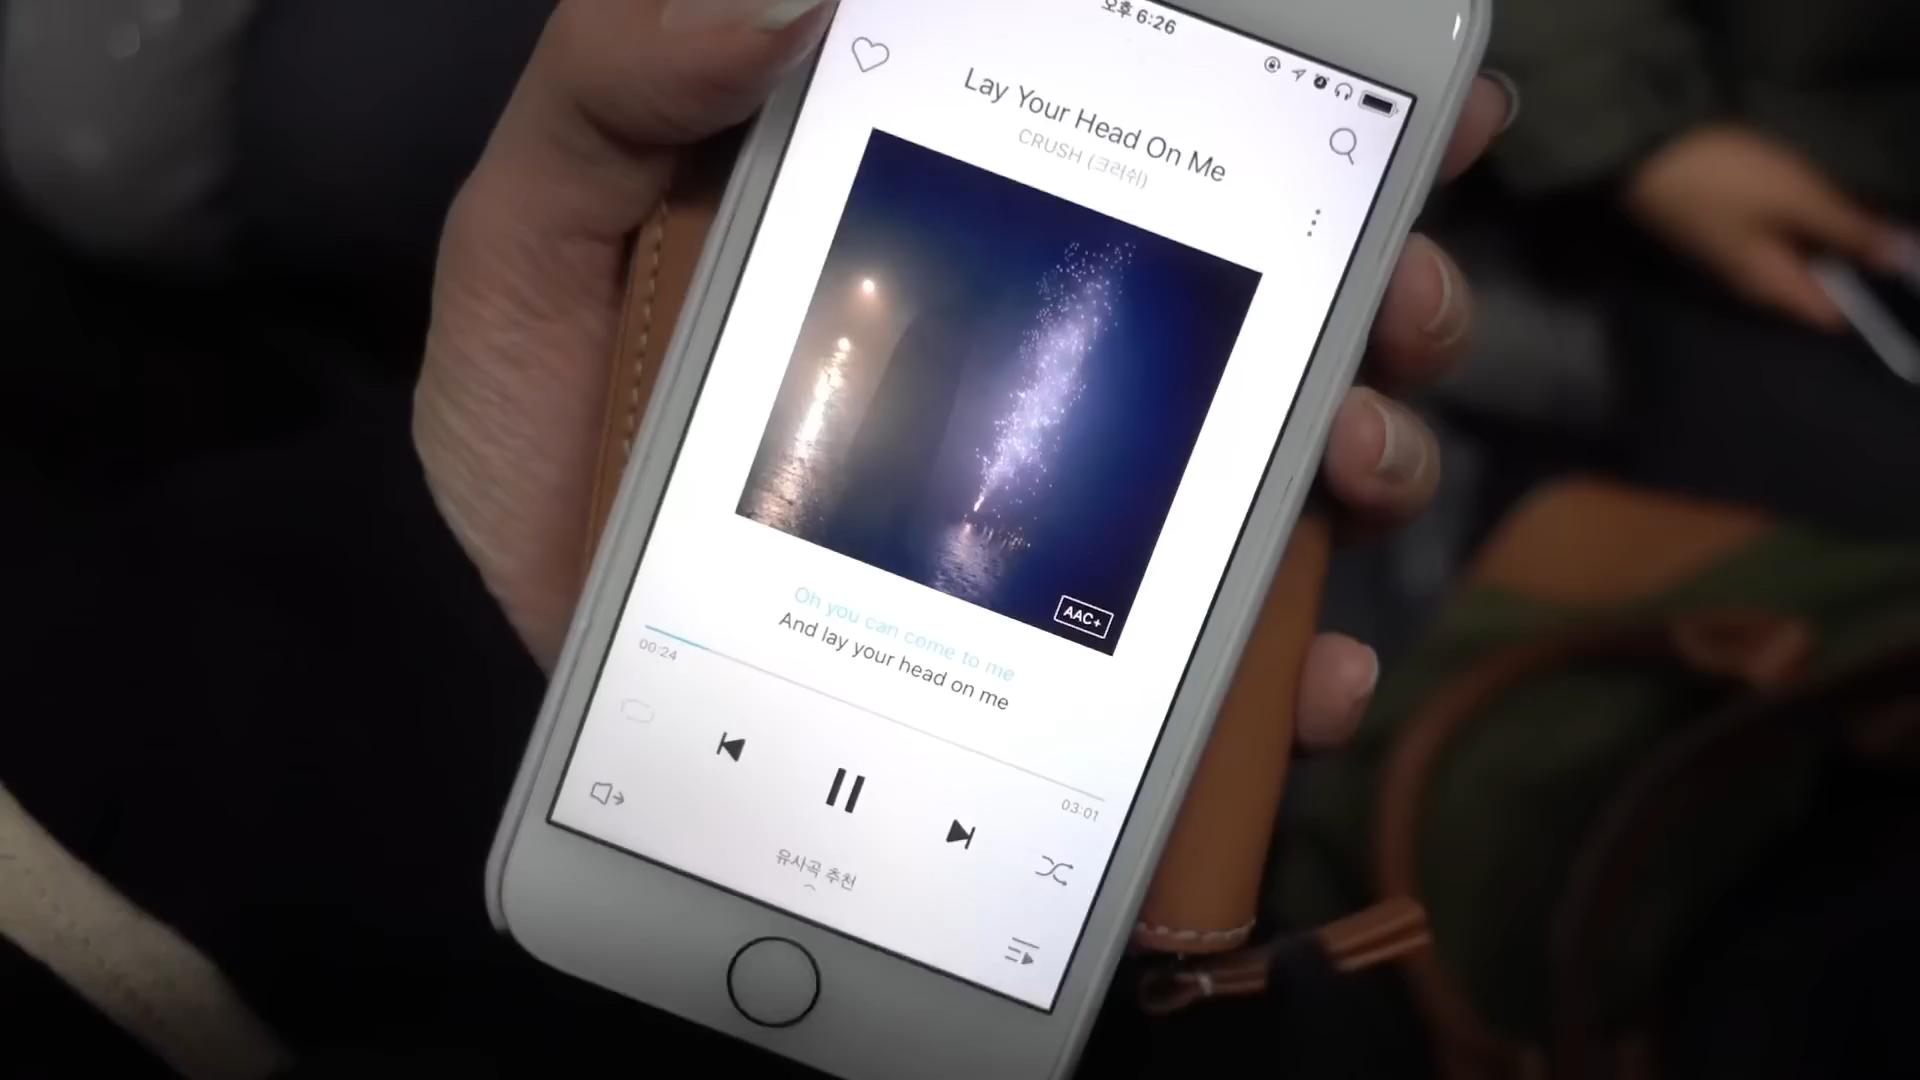 오후 6:26
Lay Your Head On Me
CRUSH (크러쉬)
AAC+
Oh you can come to me
And lay your head on me
00:24
03:01
유사곡 추천